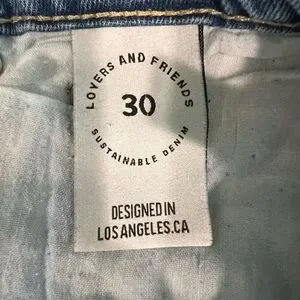 LOVERS AND FRIENDS
30
SUSTAINABLE DENIM
DESIGNED IN
LOS ANGELES.CA